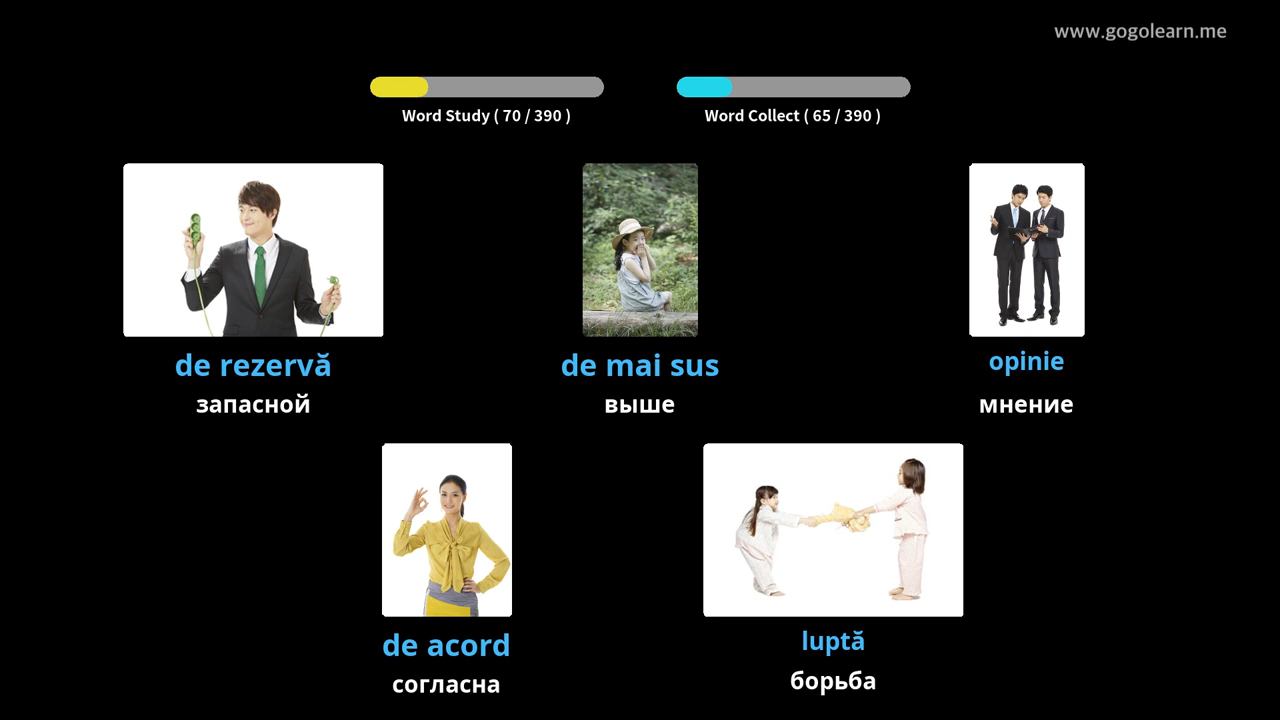 www.gogolearn.me
Word Study ( 70 / 390 )
Word Collect ( 65 / 390 )
de rezervă
запасной
de mai sus
выше
opinie
мнение
de acord
согласна
luptă
борьба